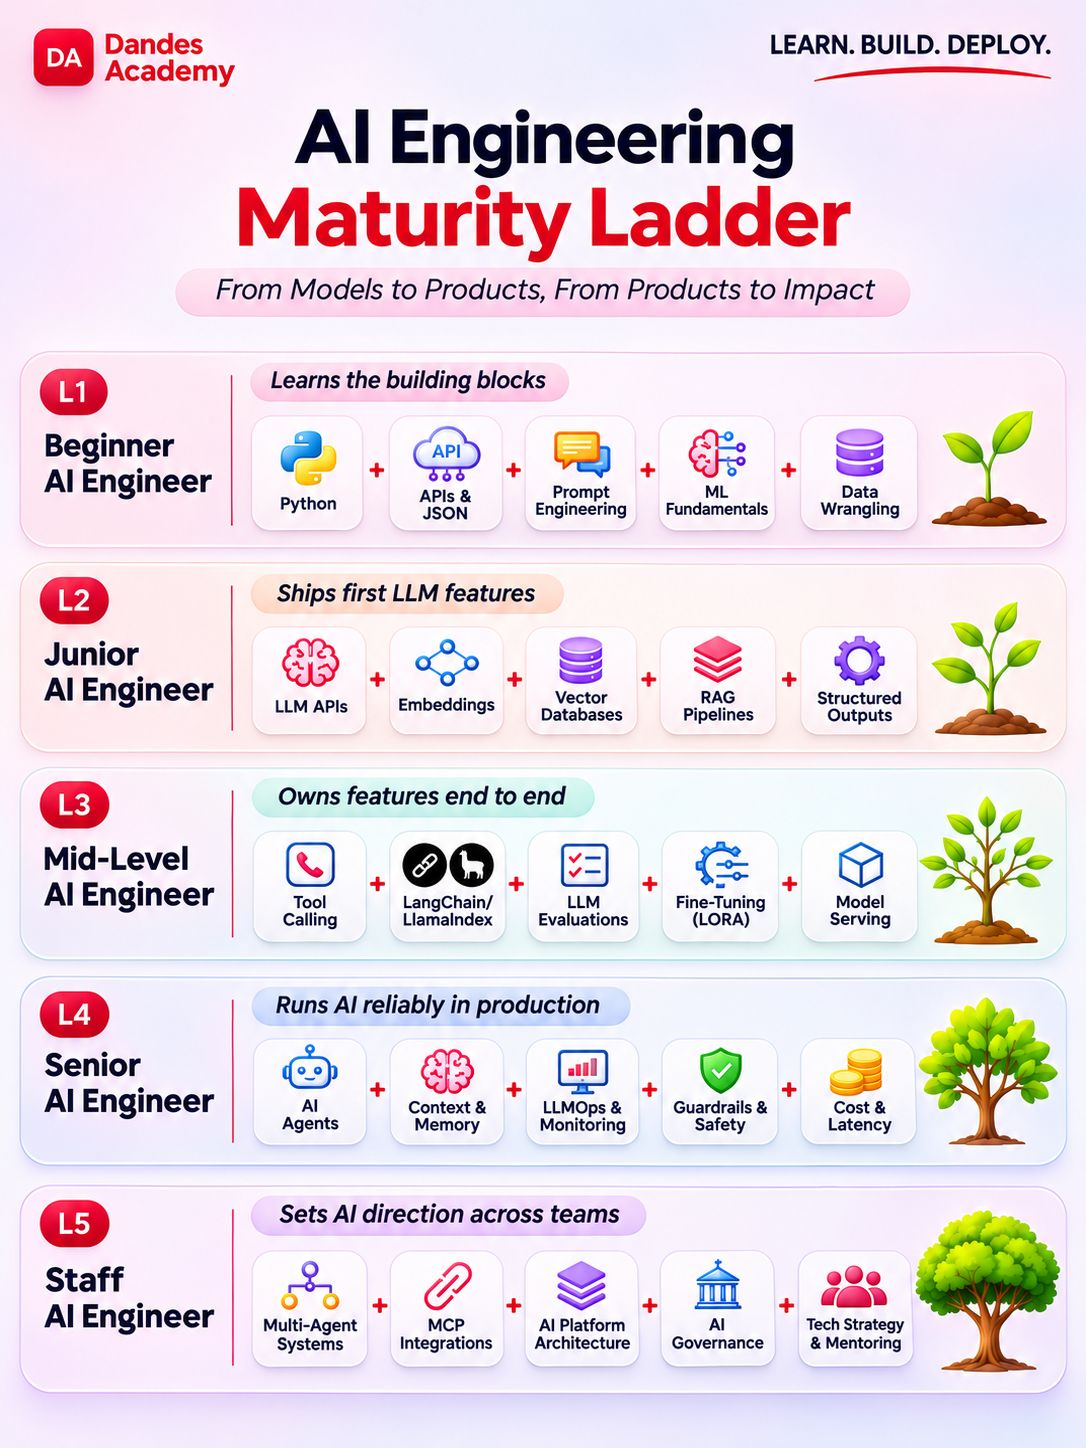 DA
Dandes
Academy
LEARN. BUILD. DEPLOY.
AI Engineering
Maturity Ladder
From Models to Products, From Products to Impact
L1
Beginner
AI Engineer
Learns the building blocks
Python
+
API
APIs &
JSON
+
Prompt
Engineering
+
ML
Fundamentals
+
Data
Wrangling
L2
Junior
AI Engineer
Ships first LLM features
LLM APIs
+
Embeddings
+
Vector
Databases
+
RAG
Pipelines
+
Structured
Outputs
L3
Mid-Level
AI Engineer
Owns features end to end
Tool
Calling
+
LangChain/
LlamaIndex
+
LLM
Evaluations
+
Fine-Tuning
(LORA)
+
Model
Serving
L4
Senior
AI Engineer
Runs AI reliably in production
AI
Agents
+
Context &
Memory
+
LLMOps &
Monitoring
+
Guardrails &
Safety
+
Cost &
Latency
L5
Staff
AI Engineer
Sets AI direction across teams
Multi-Agent
Systems
+
MCP
Integrations
+
AI Platform
Architecture
+
AI
Governance
+
Tech Strategy
& Mentoring